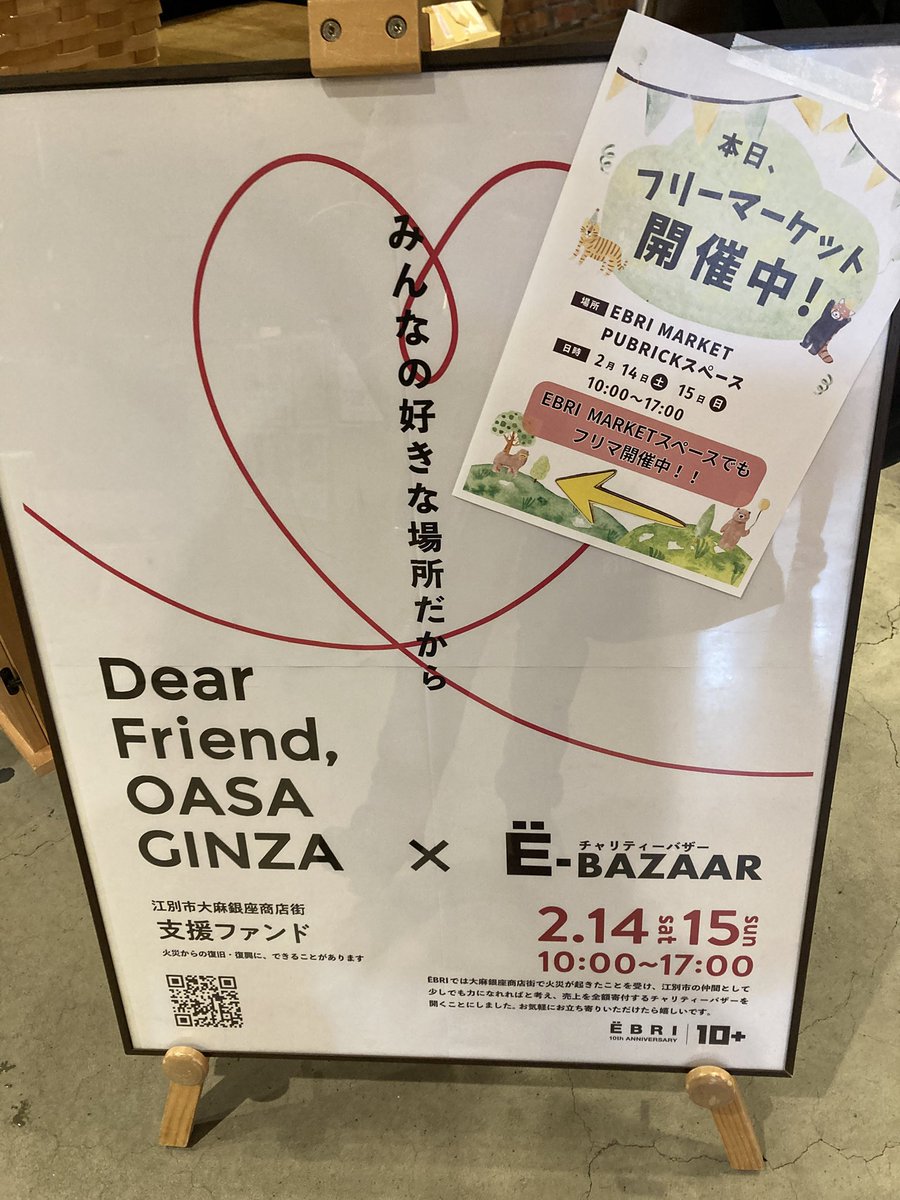 みんなの好きな場所だから
本日、
フリーマーケット
開催中!
場所 EBRI MARKET
PUBRICKスペース
日時 2月14日土 15日日
10:00〜17:00
EBRI MARKETスペースでも
フリマ開催中!!
Dear
Friend,
OASA
GINZA
×
チャリティーバザー
Ë-BAZAAR
江別市大麻銀座商店街
支援ファンド
火災からの復旧・復興に、できることがあります
2.14 sat 15 sun
10:00〜17:00
ËBRIでは大麻銀座商店街で火災が起きたことを受け、江別市の仲間として
少しでも力になれればと考え、売上を全額寄付するチャリティーバザーを
開くことにしました。お気軽にお立ち寄りいただけたら嬉しいです。
ËBRI 10+
10th ANNIVERSARY